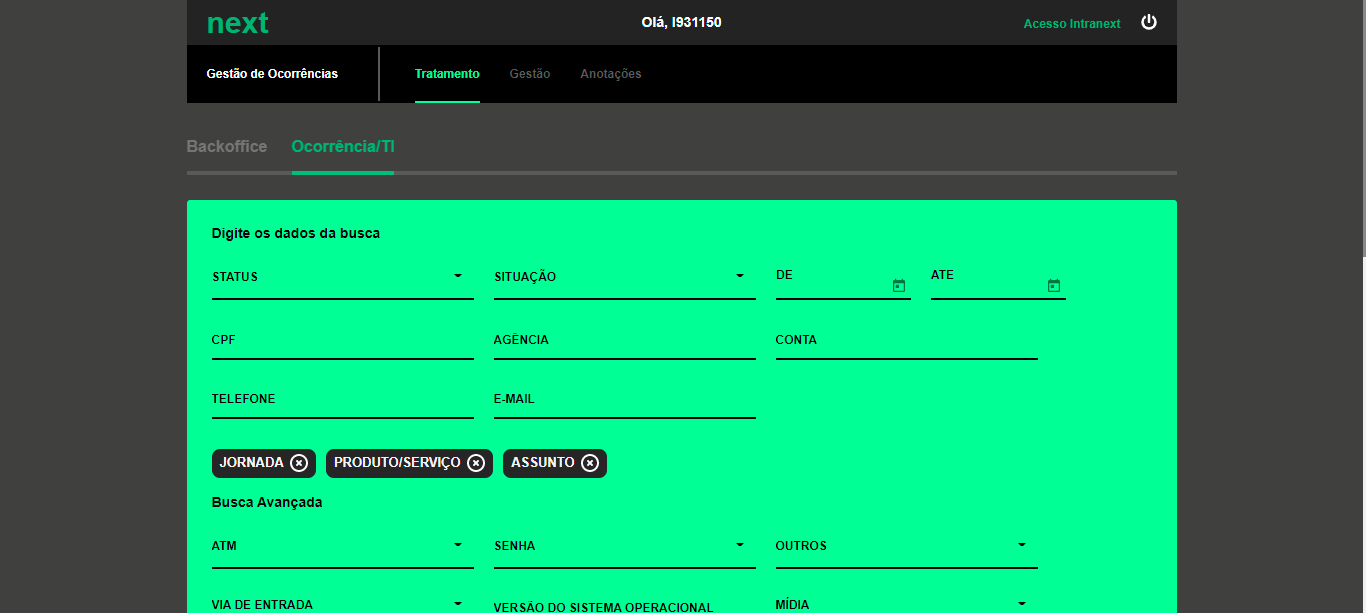 next
Olá, I931150
Acesso Intranext
Gestão de Ocorrências
Tratamento
Gestão
Anotações
Backoffice
Ocorrência/TI
Digite os dados da busca
STATUS
SITUAÇÃO
DE
ATE
CPF
AGÊNCIA
CONTA
TELEFONE
E-MAIL
JORNADA
PRODUTO/SERVIÇO
ASSUNTO
Busca Avançada
ATM
SENHA
OUTROS
VIA DE ENTRADA
VERSÃO DO SISTEMA OPERACIONAL
MÍDIA